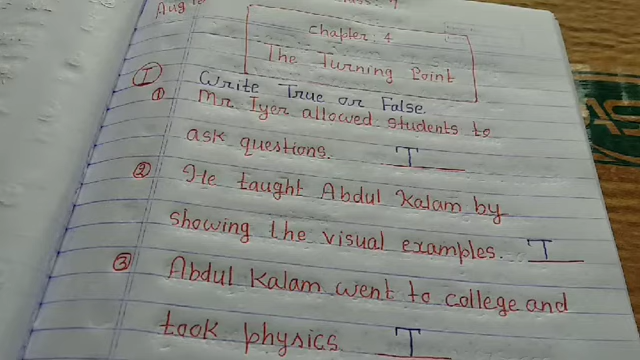 Aug
Chapter: 4
The Turning Point
I Write True or False.
1 Mr Iyer allowed students to
ask questions. T
2 He taught Abdul Kalam by
showing the visual examples. T
3 Abdul Kalam went to college and
took physics T